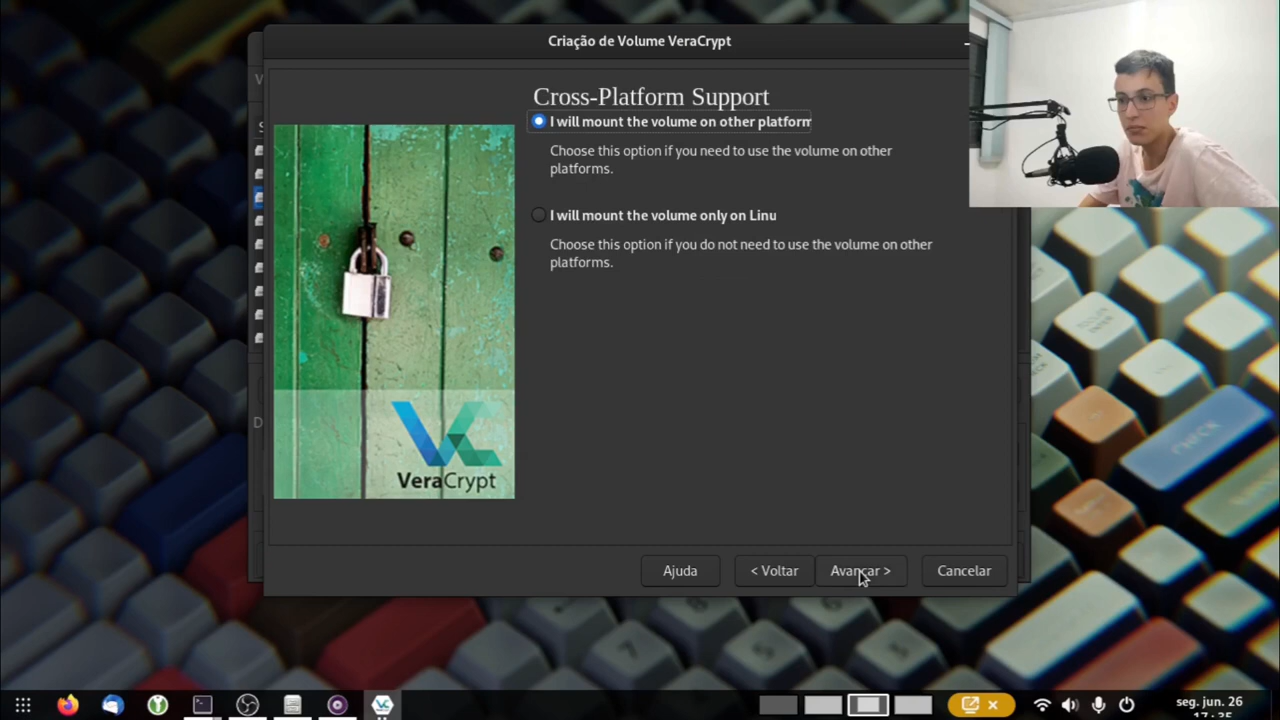 Criação de Volume VeraCrypt
V
S
D
Cross-Platform Support
I will mount the volume on other platform
Choose this option if you need to use the volume on other
platforms.
I will mount the volume only on Linu
Choose this option if you do not need to use the volume on other
platforms.
VeraCrypt
Ajuda
< Voltar
Avançar >
Cancelar
seg. jun. 26
17:35